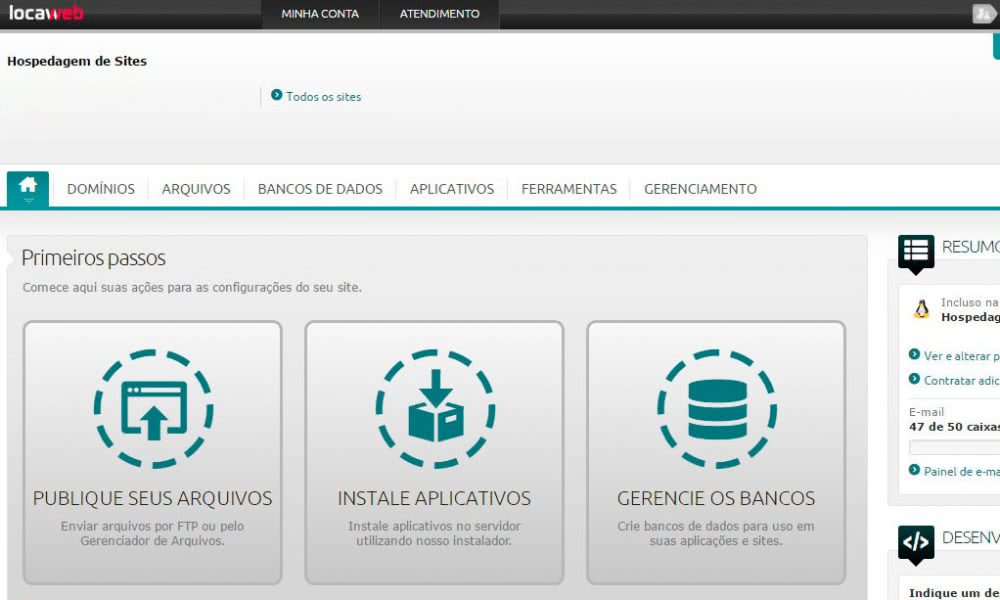 locaweb
MINHA CONTA
ATENDIMENTO
Hospedagem de Sites
Todos os sites
DOMÍNIOS
ARQUIVOS
BANCOS DE DADOS
APLICATIVOS
FERRAMENTAS
GERENCIAMENTO
Primeiros passos
Comece aqui suas ações para as configurações do seu site.
PUBLIQUE SEUS ARQUIVOS
Enviar arquivos por FTP ou pelo
Gerenciador de Arquivos.
INSTALE APLICATIVOS
Instale aplicativos no servidor
utilizando nosso instalador.
GERENCIE OS BANCOS
Crie bancos de dados para uso em
suas aplicações e sites.
RESUMO
Incluso na
Hospedag
Ver e alterar p
Contratar adic
E-mail
47 de 50 caixas
Painel de e-ma
DESENV
Indique um de